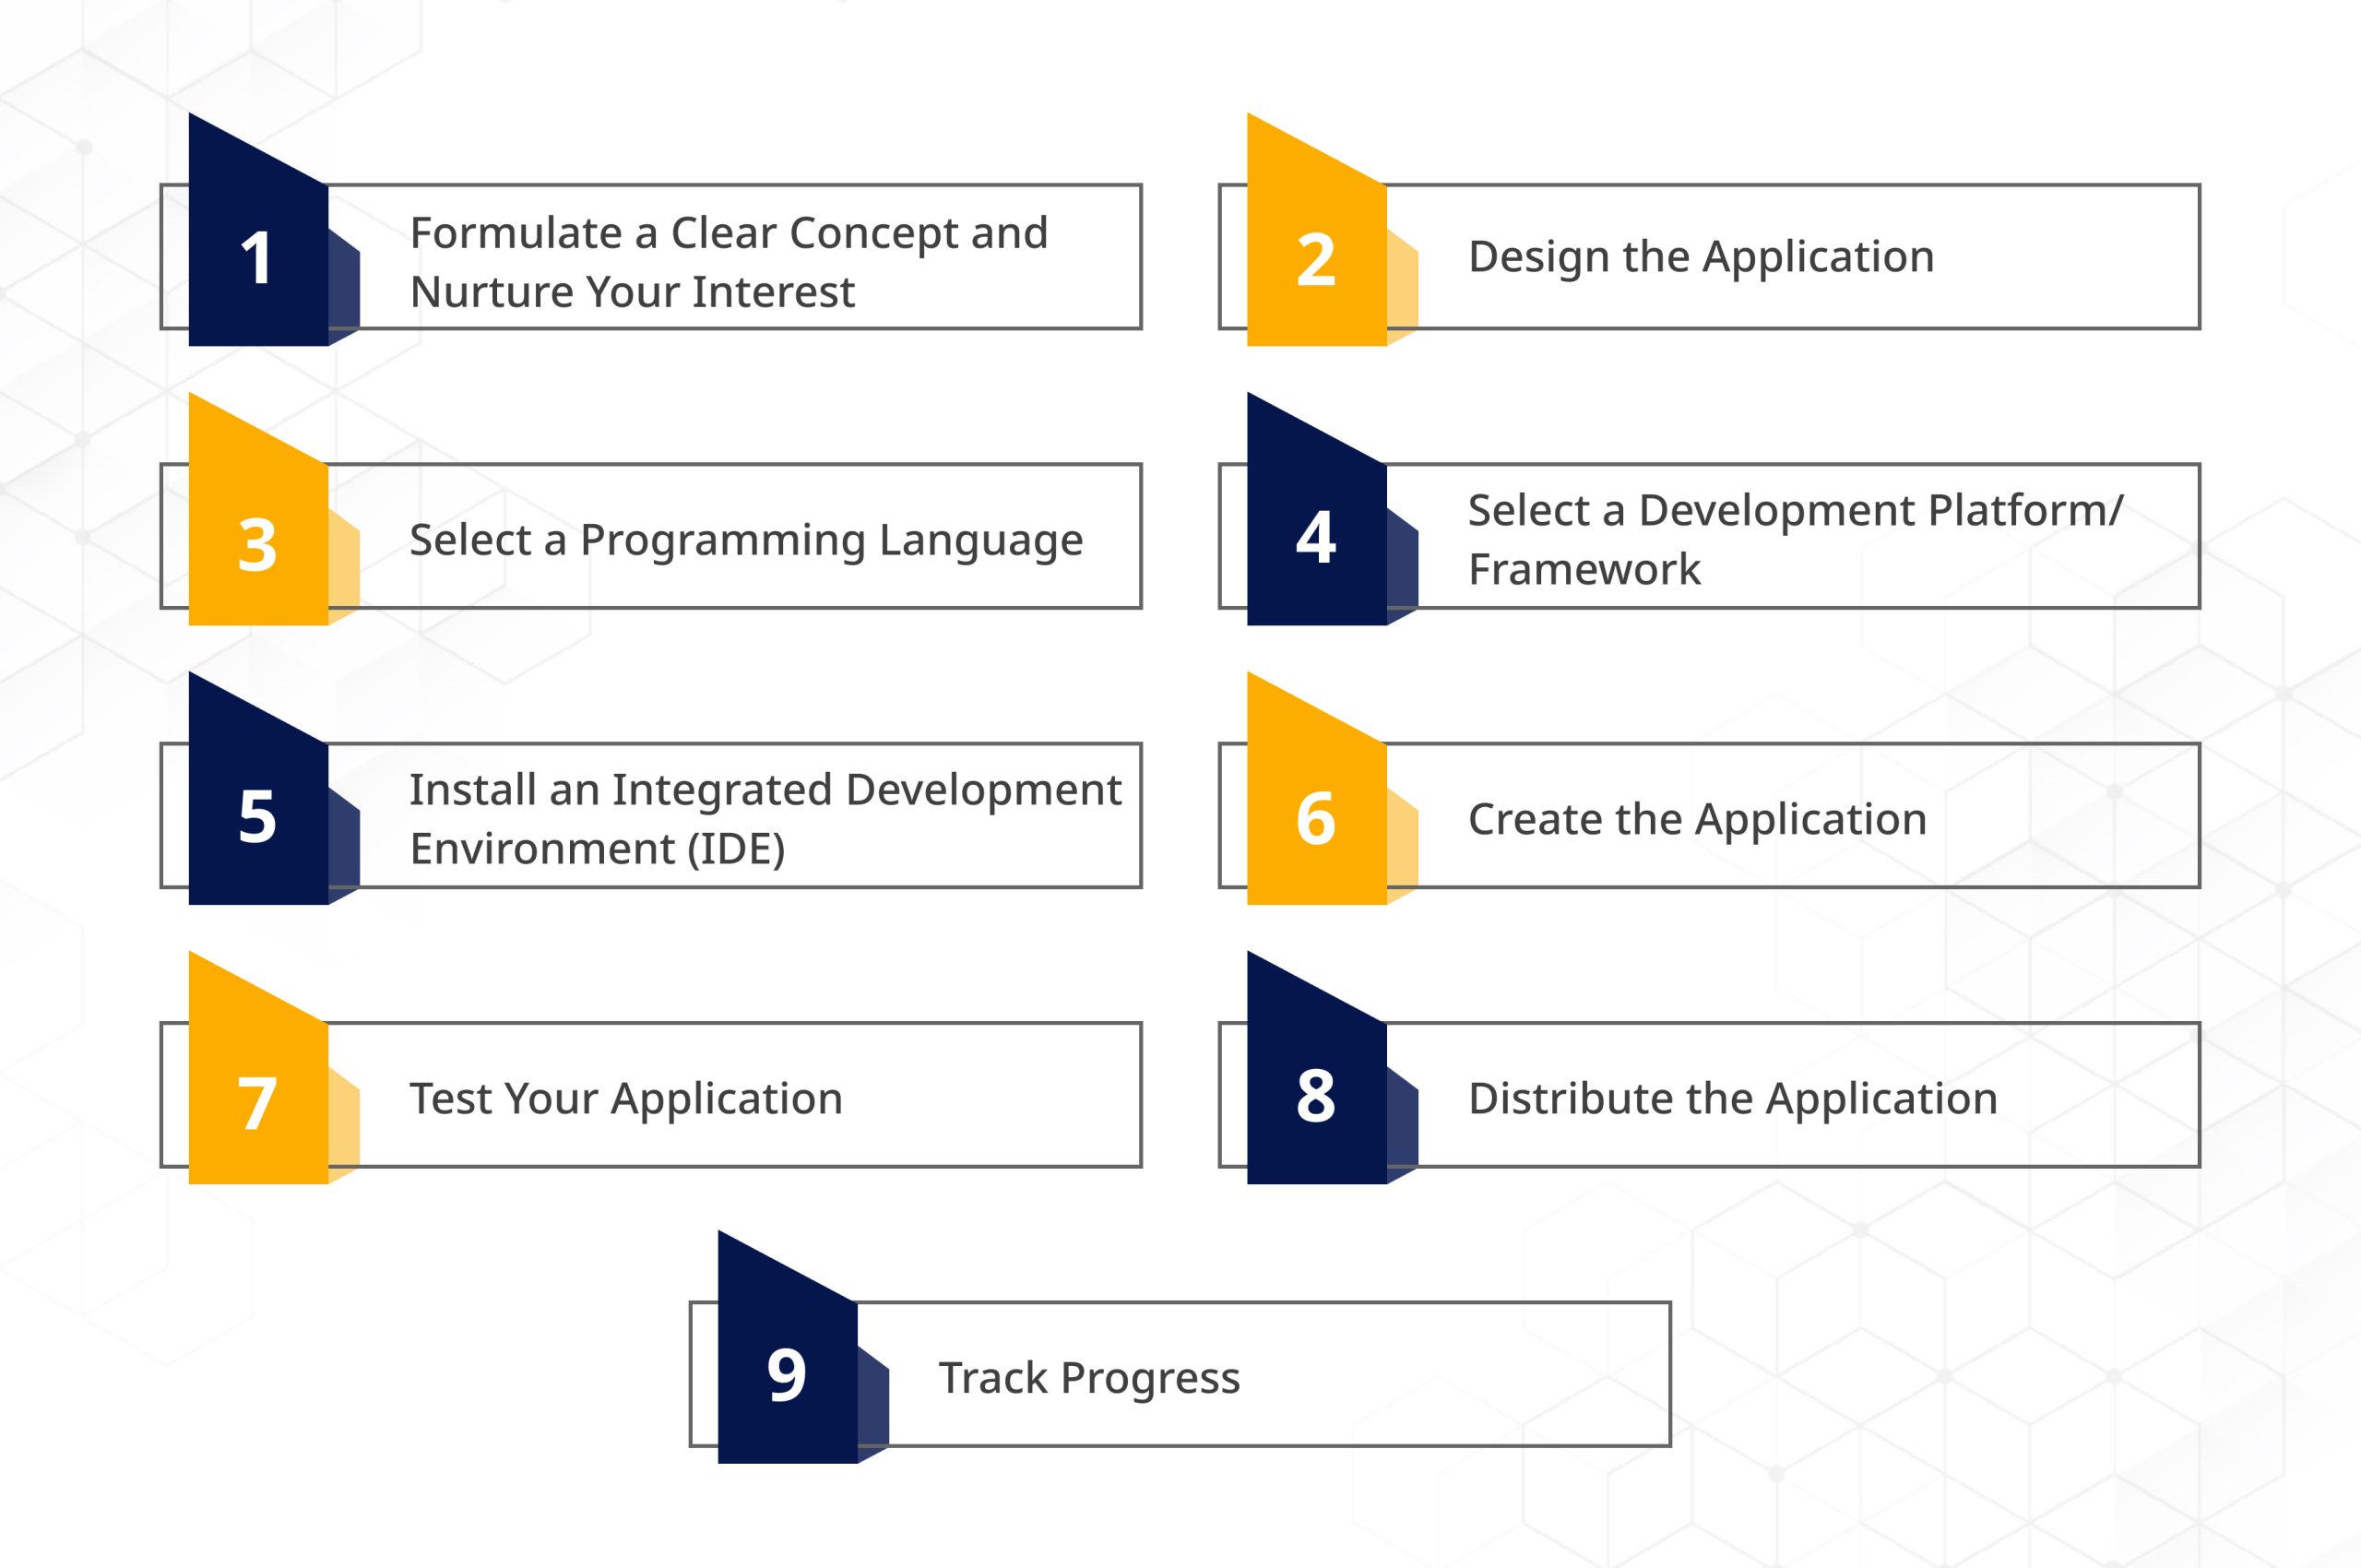 1
Formulate a Clear Concept and
Nurture Your Interest
2
Design the Application
3
Select a Programming Language
4
Select a Development Platform/
Framework
5
Install an Integrated Development
Environment (IDE)
6
Create the Application
7
Test Your Application
8
Distribute the Application
9
Track Progress